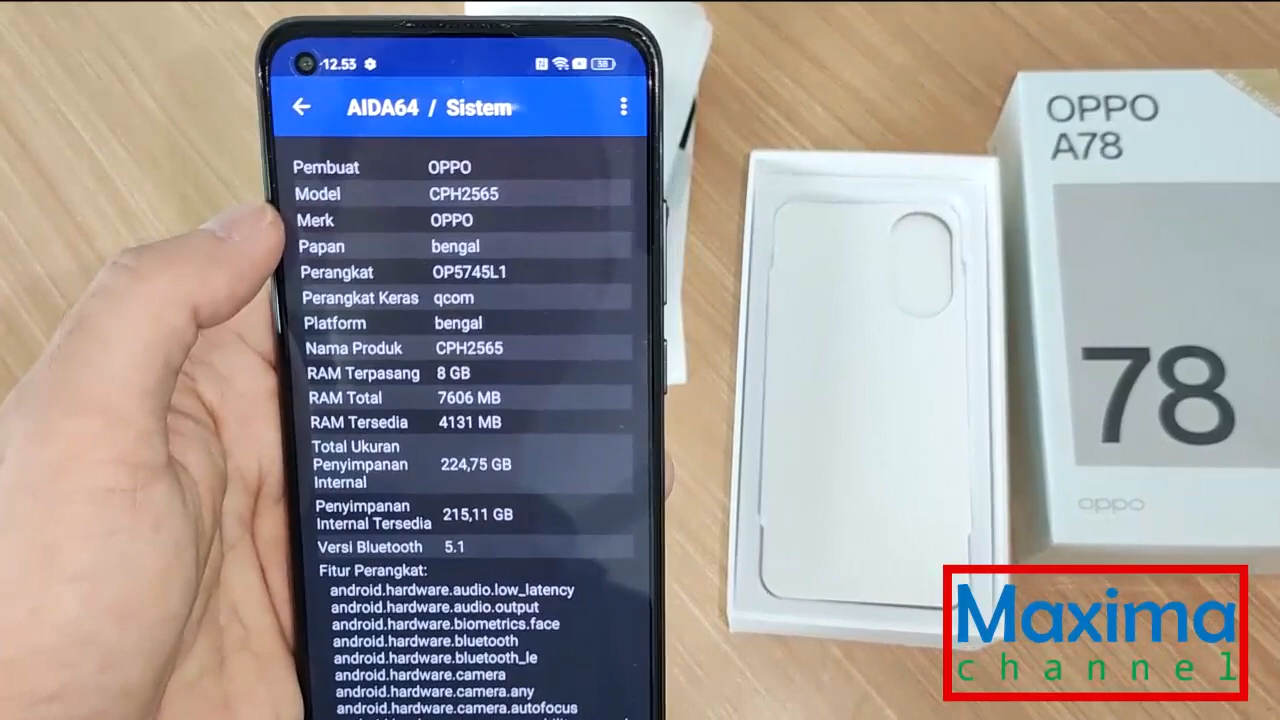 12.53
38
AIDA64 / Sistem
Pembuat OPPO
Model CPH2565
Merk OPPO
Papan bengal
Perangkat OP5745L1
Perangkat Keras qcom
Platform bengal
Nama Produk CPH2565
RAM Terpasang 8 GB
RAM Total 7606 MB
RAM Tersedia 4131 MB
Total Ukuran
Penyimpanan 224,75 GB
Internal
Penyimpanan
Internal Tersedia 215,11 GB
Versi Bluetooth 5.1
Fitur Perangkat:
android.hardware.audio.low_latency
android.hardware.audio.output
android.hardware.biometrics.face
android.hardware.bluetooth
android.hardware.bluetooth_le
android.hardware.camera
android.hardware.camera.any
android.hardware.camera.autofocus
OPPO
A78
78
oppo
Maxima
channel